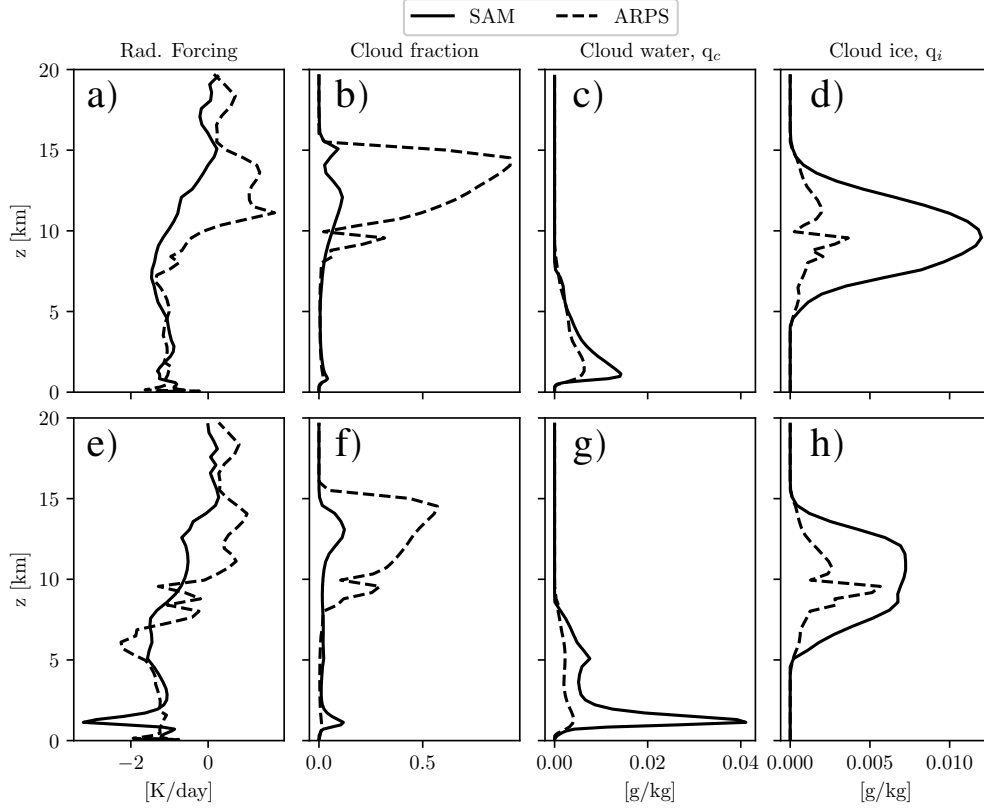 SAM ARPS
Rad. Forcing Cloud fraction Cloud water, q_c Cloud ice, q_i
20
15
10
5
0
z [km]
a) b) c) d)
20
15
10
5
0
z [km]
e) f) g) h)
−2 0 0.0 0.5 0.00 0.02 0.04 0.000 0.005 0.010
[K/day] [g/kg] [g/kg]